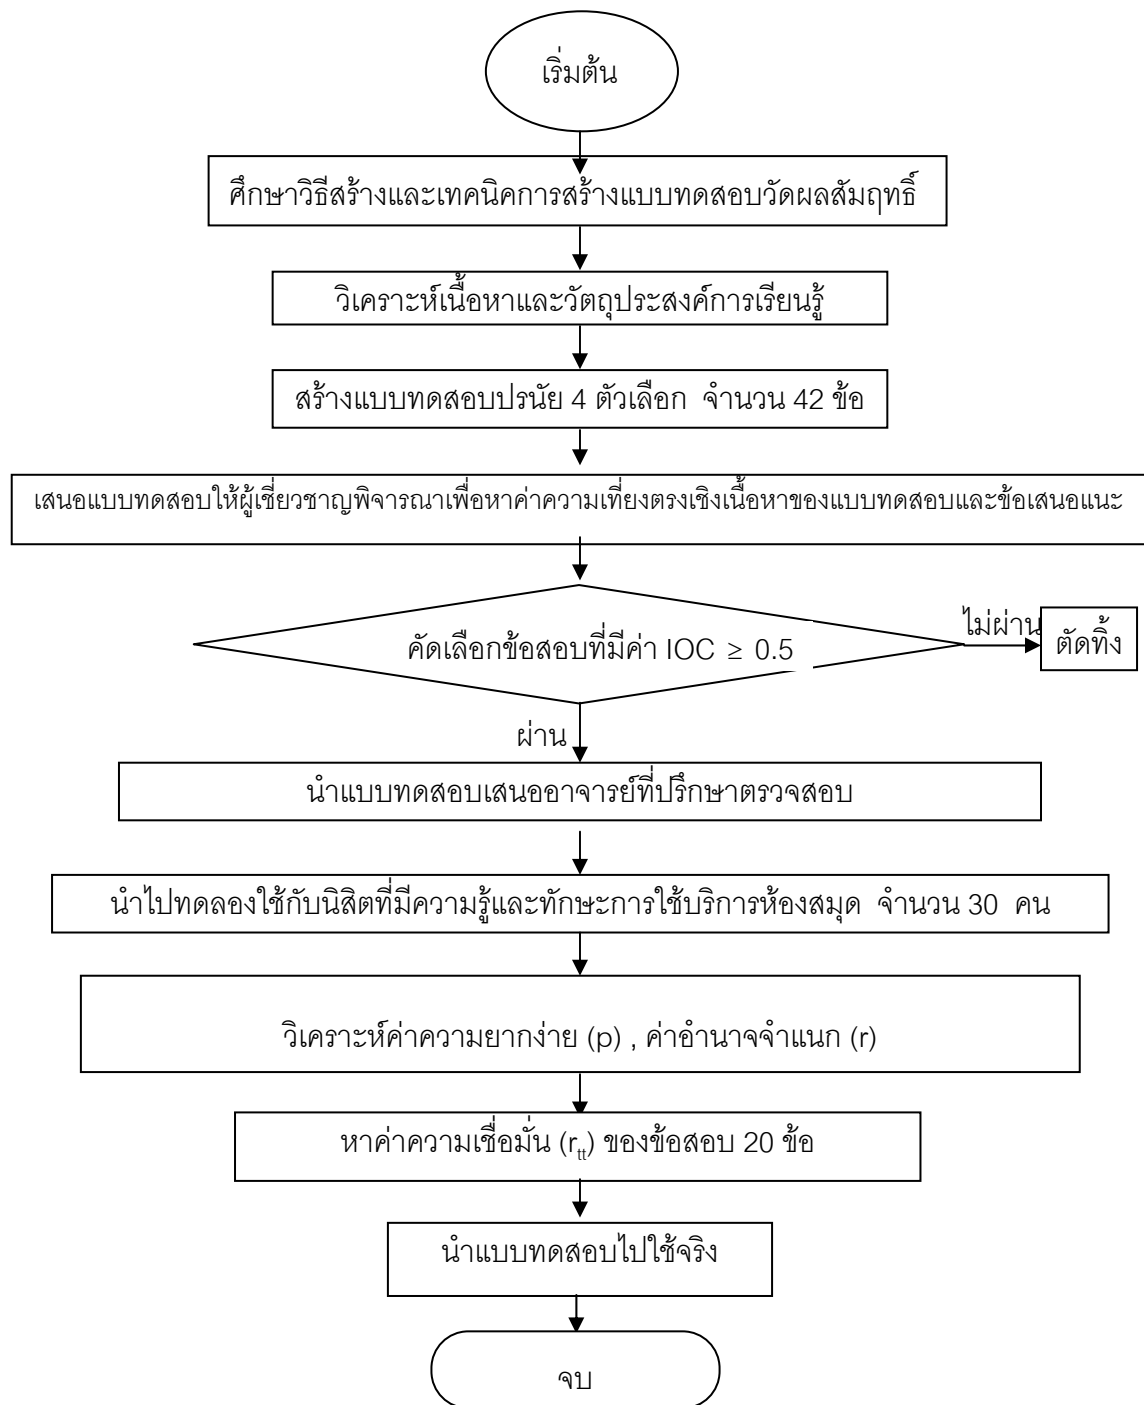 เริ่มต้น
ศึกษาวิธีสร้างและเทคนิคการสร้างแบบทดสอบวัดผลสัมฤทธิ์
วิเคราะห์เนื้อหาและวัตถุประสงค์การเรียนรู้
สร้างแบบทดสอบปรนัย 4 ตัวเลือก จำนวน 42 ข้อ
เสนอแบบทดสอบให้ผู้เชี่ยวชาญพิจารณาเพื่อหาค่าความเที่ยงตรงเชิงเนื้อหาของแบบทดสอบและข้อเสนอแนะ
คัดเลือกข้อสอบที่มีค่า IOC ≥ 0.5
ไม่ผ่าน
ตัดทิ้ง
ผ่าน
นำแบบทดสอบเสนออาจารย์ที่ปรึกษาตรวจสอบ
นำไปทดลองใช้กับนิสิตที่มีความรู้และทักษะการใช้บริการห้องสมุด จำนวน 30 คน
วิเคราะห์ค่าความยากง่าย (p) , ค่าอำนาจจำแนก (r)
หาค่าความเชื่อมั่น (rtt) ของข้อสอบ 20 ข้อ
นำแบบทดสอบไปใช้จริง
จบ